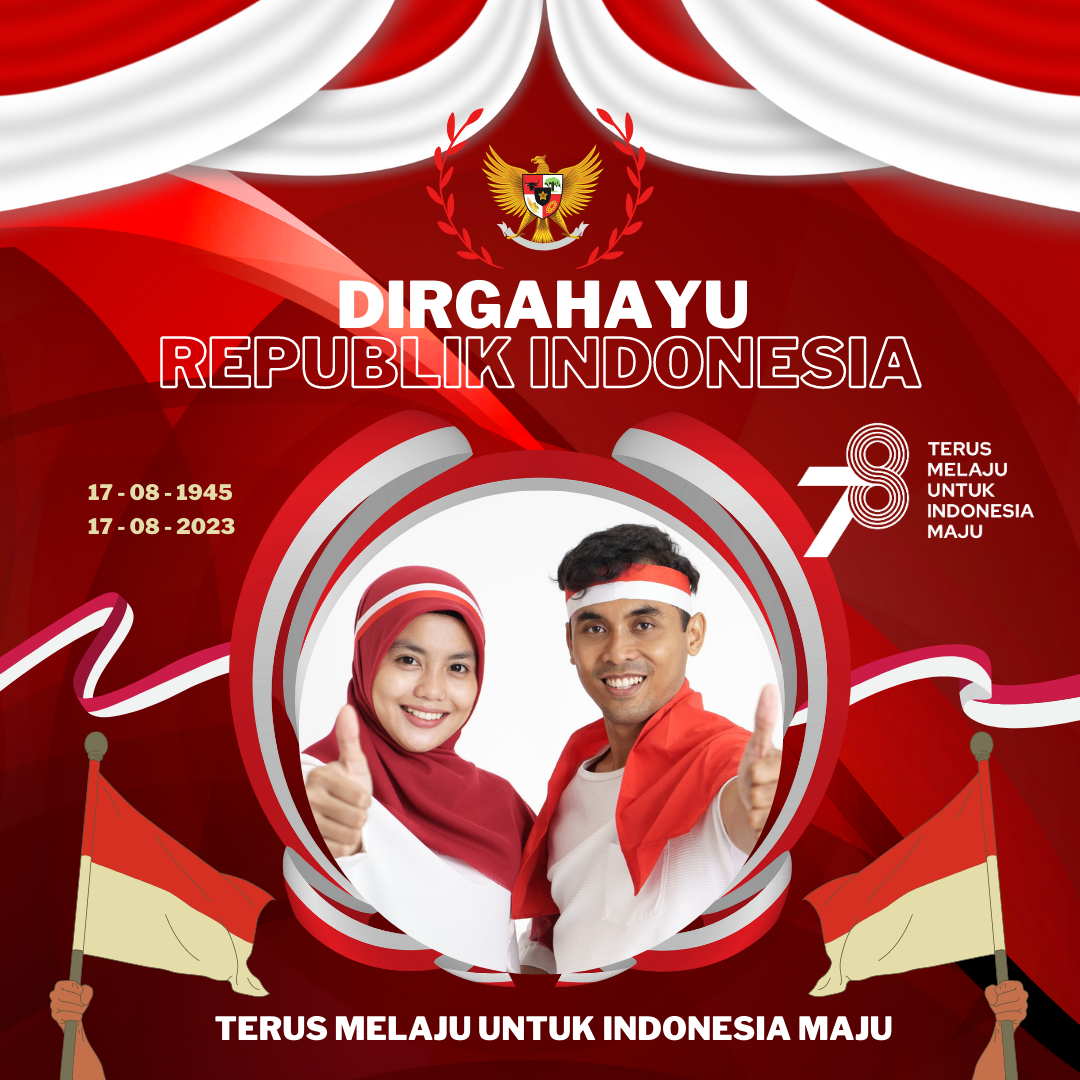 DIRGAHAYU
REPUBLIK INDONESIA
17 - 08 - 1945
17 - 08 - 2023
78
TERUS
MELAJU
UNTUK
INDONESIA
MAJU
TERUS MELAJU UNTUK INDONESIA MAJU